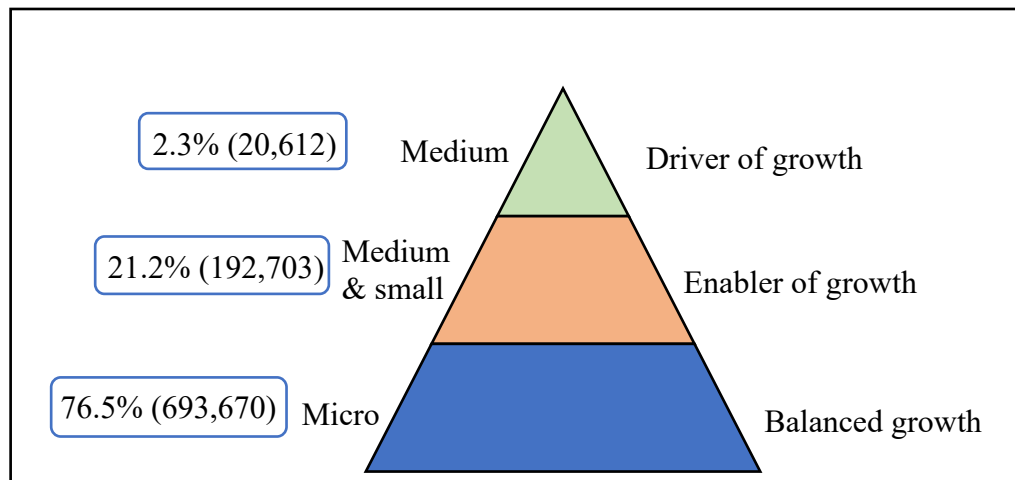 2.3% (20,612)
Medium
Driver of growth
21.2% (192,703)
Medium
& small
Enabler of growth
76.5% (693,670)
Micro
Balanced growth